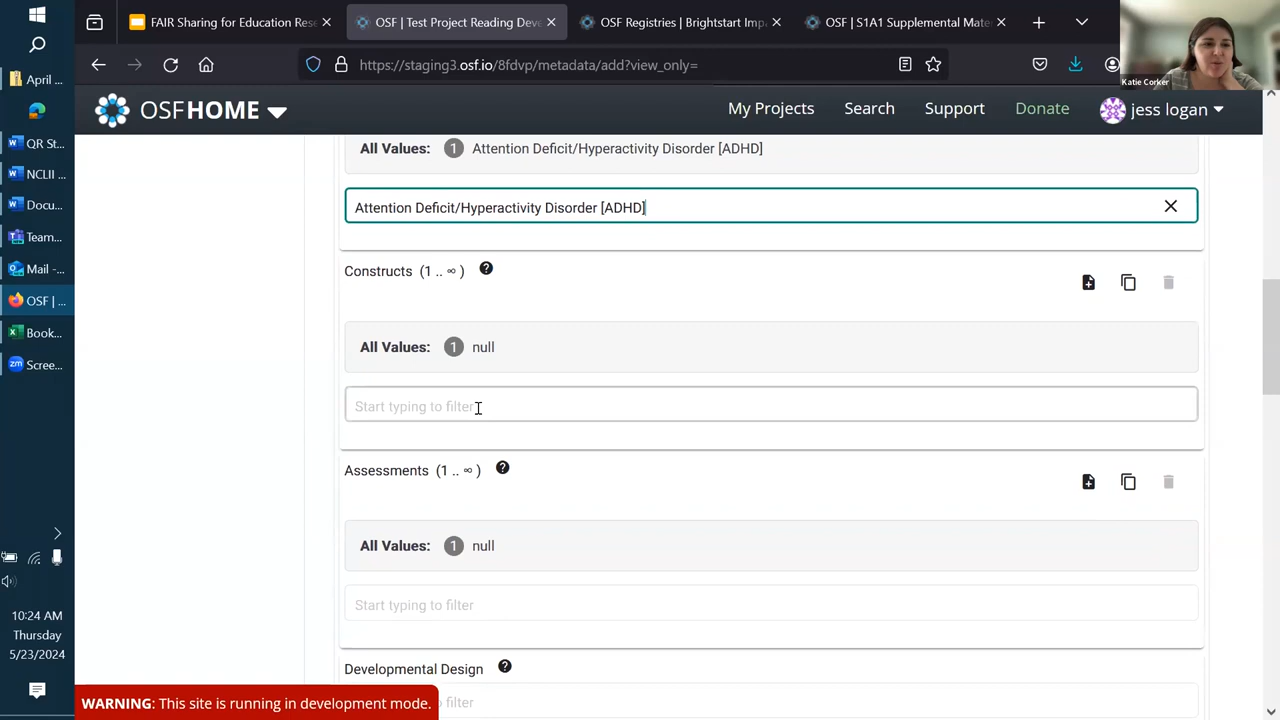 FAIR Sharing for Education Rese
OSF | Test Project Reading Deve
OSF Registries | Brightstart Impa
OSF | S1A1 Supplemental Mater
https://staging3.osf.io/8fdvp/metadata/add?view_only=
Katie Corker
OSFHOME
My Projects
Search
Support
Donate
jess logan
April ...
QR St...
NCLII ...
Docu...
Team...
Mail -...
OSF | ...
Book...
Scree...
All Values: 1 Attention Deficit/Hyperactivity Disorder [ADHD]
Attention Deficit/Hyperactivity Disorder [ADHD]
Constructs (1 .. ∞ )
All Values: 1 null
Start typing to filter
Assessments (1 .. ∞ )
All Values: 1 null
Start typing to filter
Developmental Design
filter
10:24 AM
Thursday
5/23/2024
WARNING: This site is running in development mode.